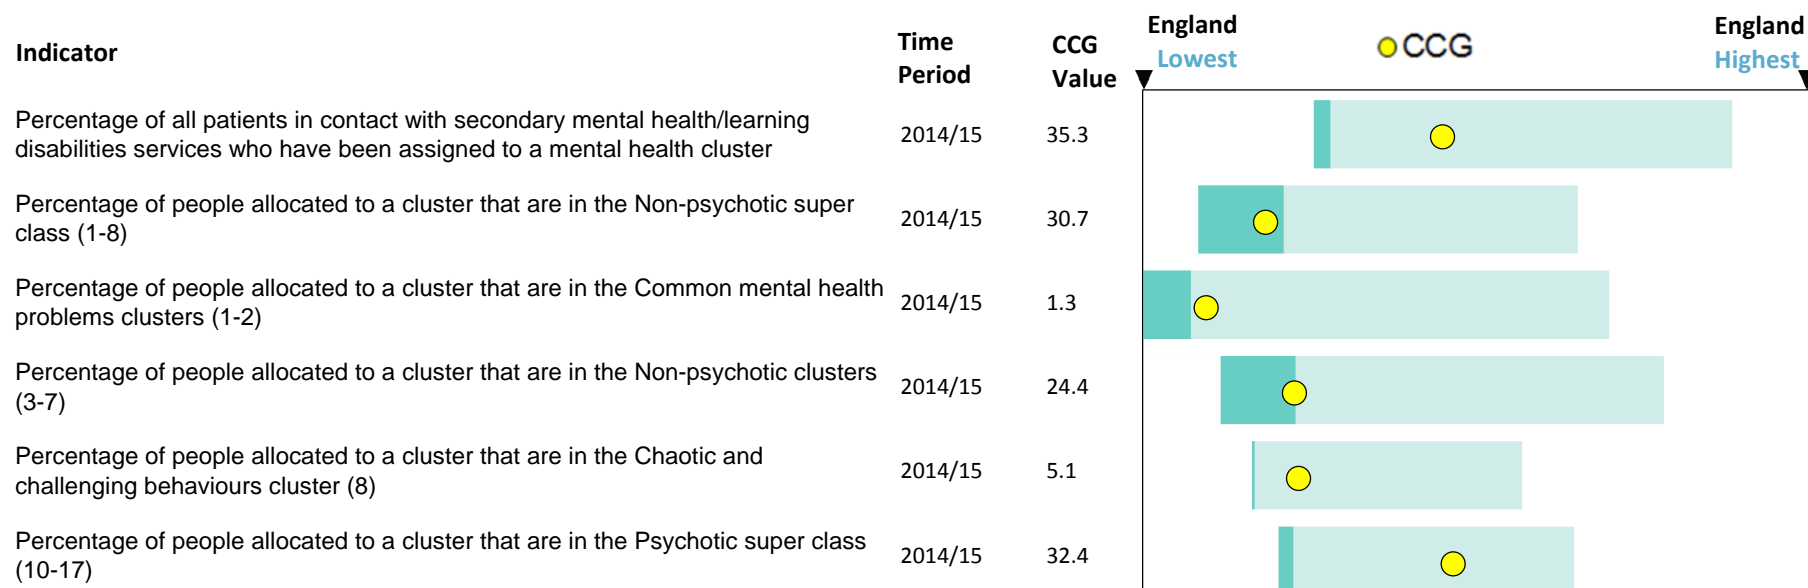 Indicator
Time
Period
CCG
Value
England
Lowest
CCG
England
Highest
Percentage of all patients in contact with secondary mental health/learning
disabilities services who have been assigned to a mental health cluster
2014/15
35.3
Percentage of people allocated to a cluster that are in the Non-psychotic super
class (1-8)
2014/15
30.7
Percentage of people allocated to a cluster that are in the Common mental health
problems clusters (1-2)
2014/15
1.3
Percentage of people allocated to a cluster that are in the Non-psychotic clusters
(3-7)
2014/15
24.4
Percentage of people allocated to a cluster that are in the Chaotic and
challenging behaviours cluster (8)
2014/15
5.1
Percentage of people allocated to a cluster that are in the Psychotic super class
(10-17)
2014/15
32.4